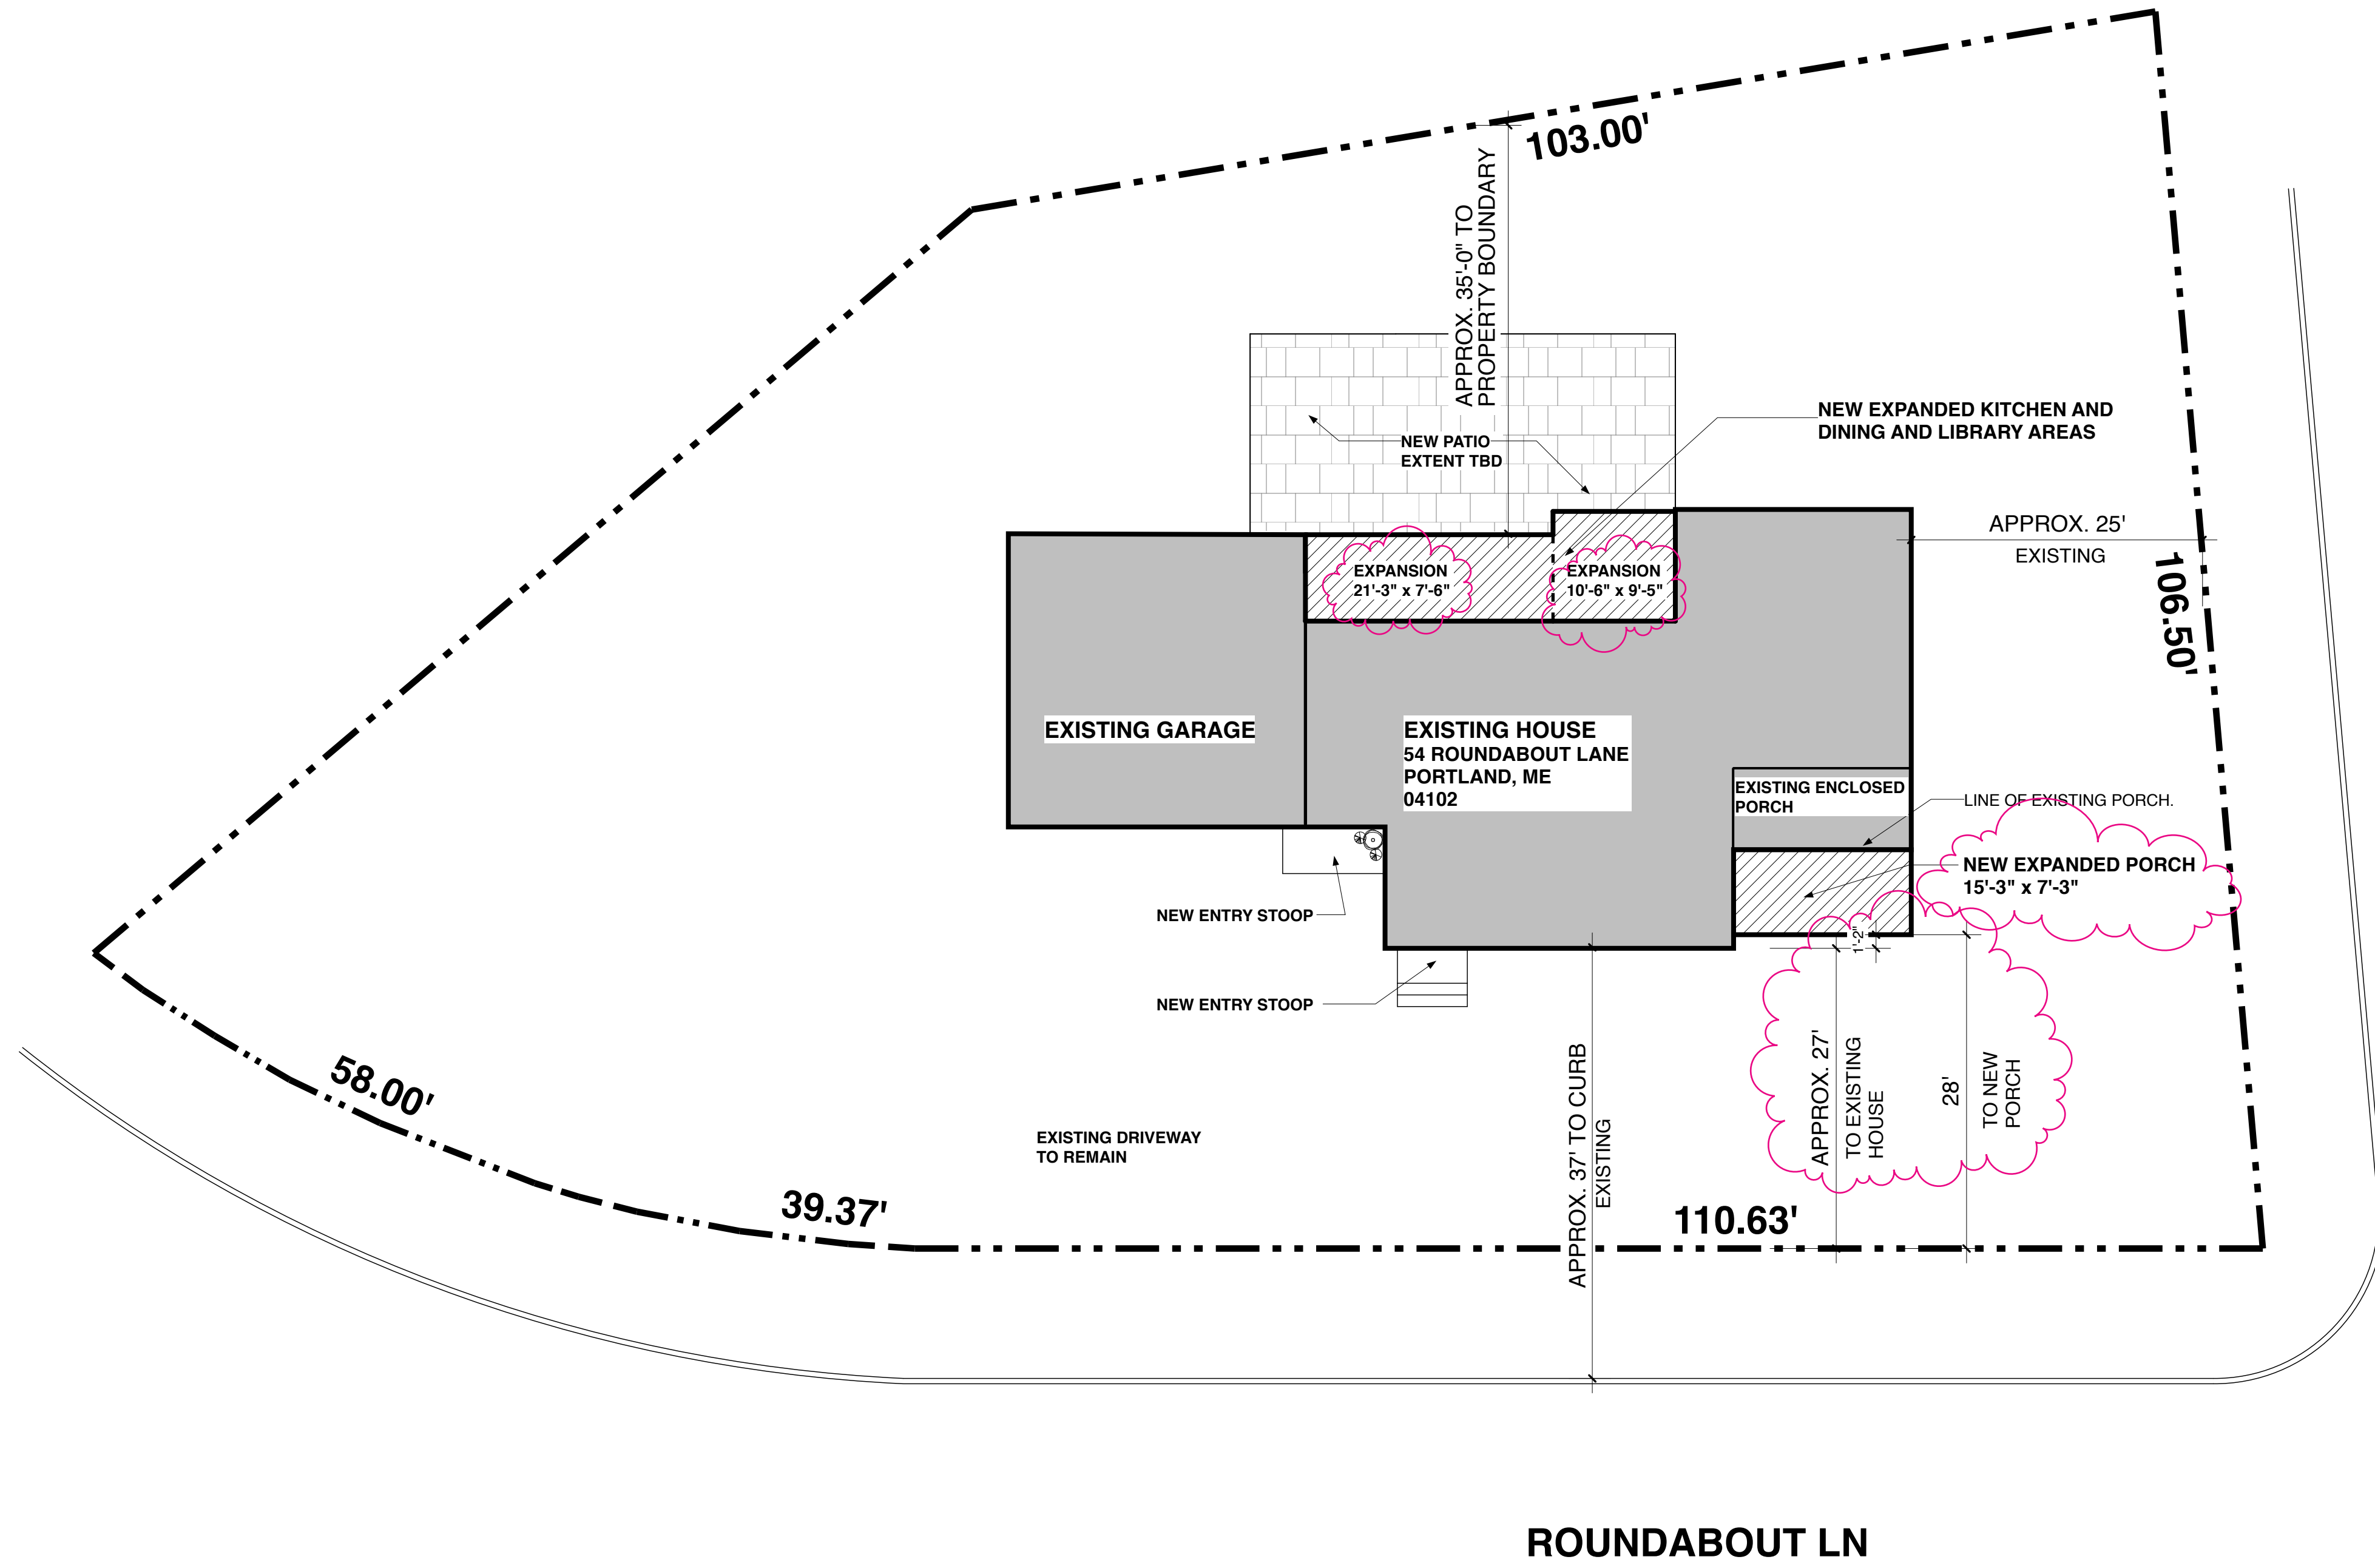 103.00'
APPROX. 35'-0" TO
PROPERTY BOUNDARY
NEW EXPANDED KITCHEN AND
DINING AND LIBRARY AREAS
NEW PATIO
EXTENT TBD
APPROX. 25'
EXISTING
106.50'
EXPANSION
21'-3" x 7'-6"
EXPANSION
10'-6" x 9'-5"
EXISTING GARAGE
EXISTING HOUSE
54 ROUNDABOUT LANE
PORTLAND, ME
04102
EXISTING ENCLOSED
PORCH
LINE OF EXISTING PORCH.
NEW EXPANDED PORCH
15'-3" x 7'-3"
NEW ENTRY STOOP
1'-2"
NEW ENTRY STOOP
APPROX. 37' TO CURB
EXISTING
APPROX. 27'
TO EXISTING
HOUSE
28'
TO NEW
PORCH
58.00'
EXISTING DRIVEWAY
TO REMAIN
39.37'
110.63'
ROUNDABOUT LN